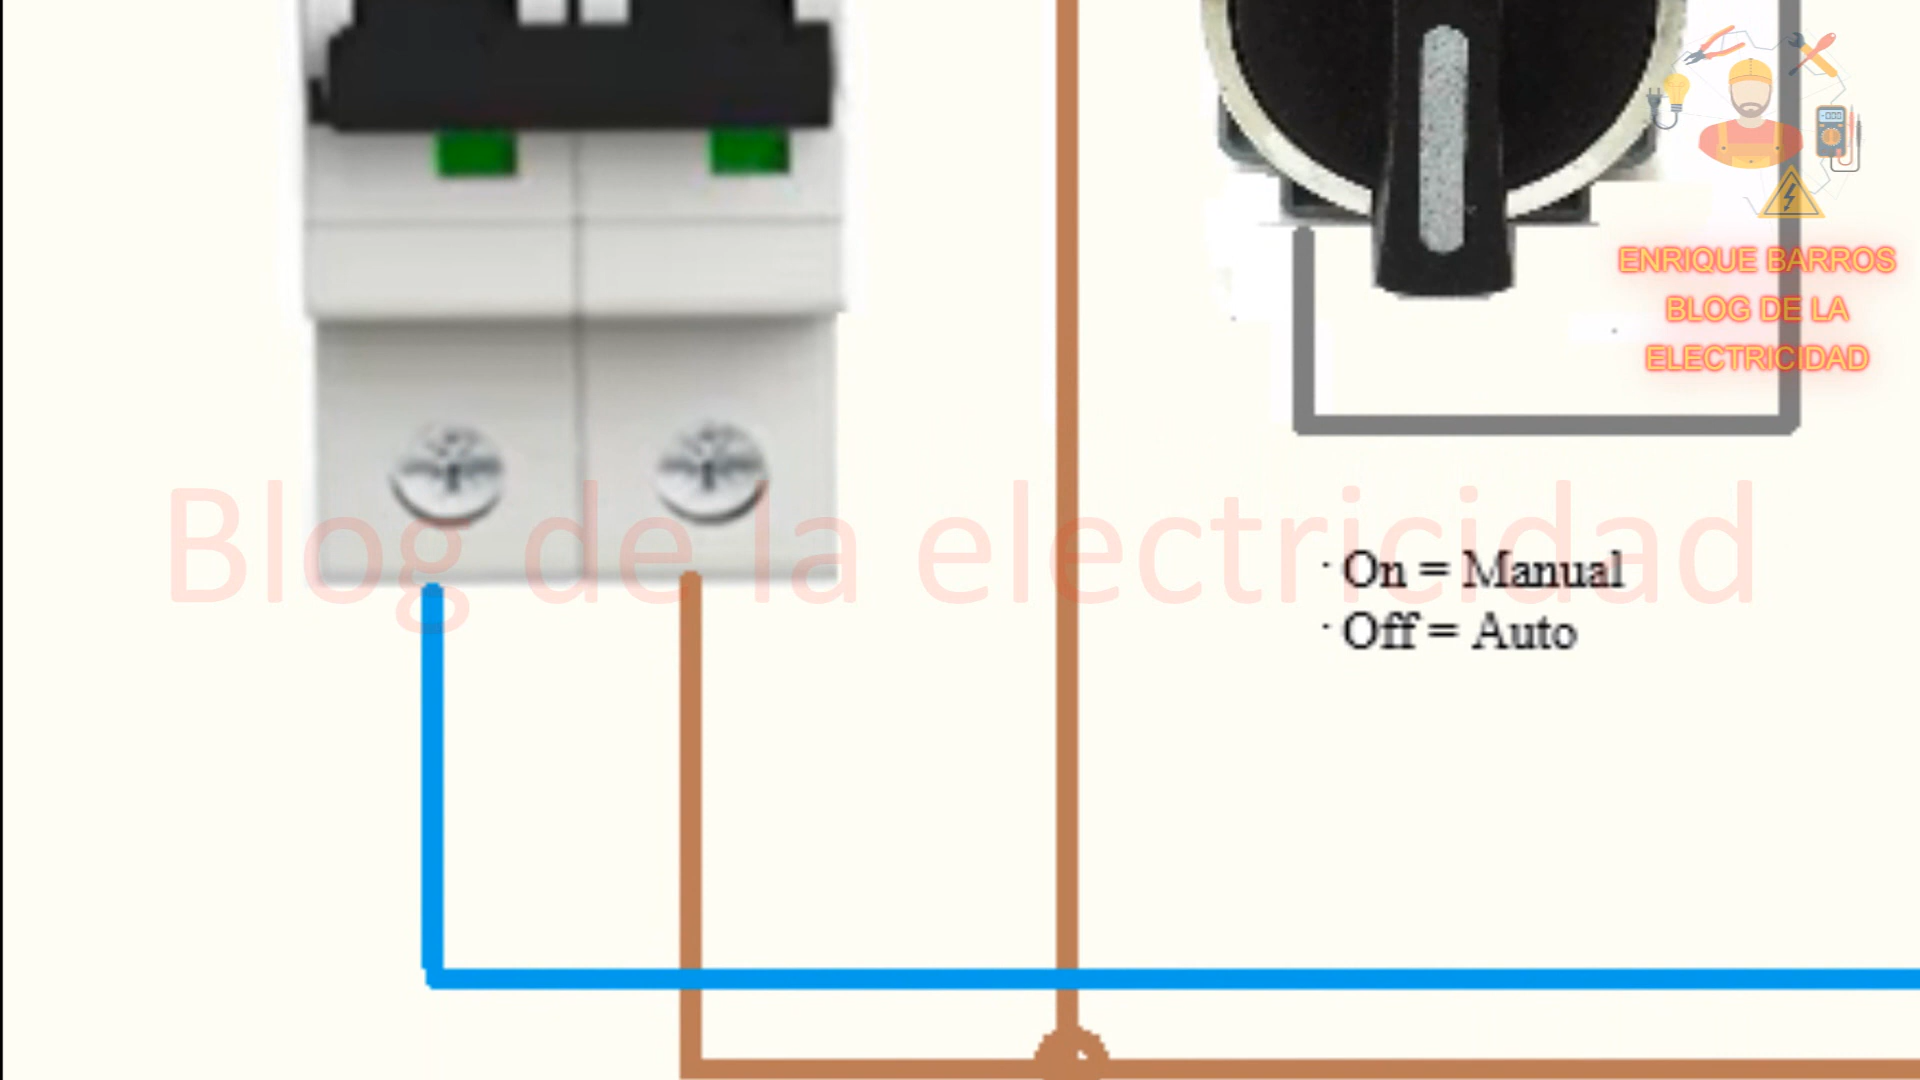 ENRIQUE BARROS
BLOG DE LA
ELECTRICIDAD
Blog de la electricidad
· On = Manual
· Off = Auto